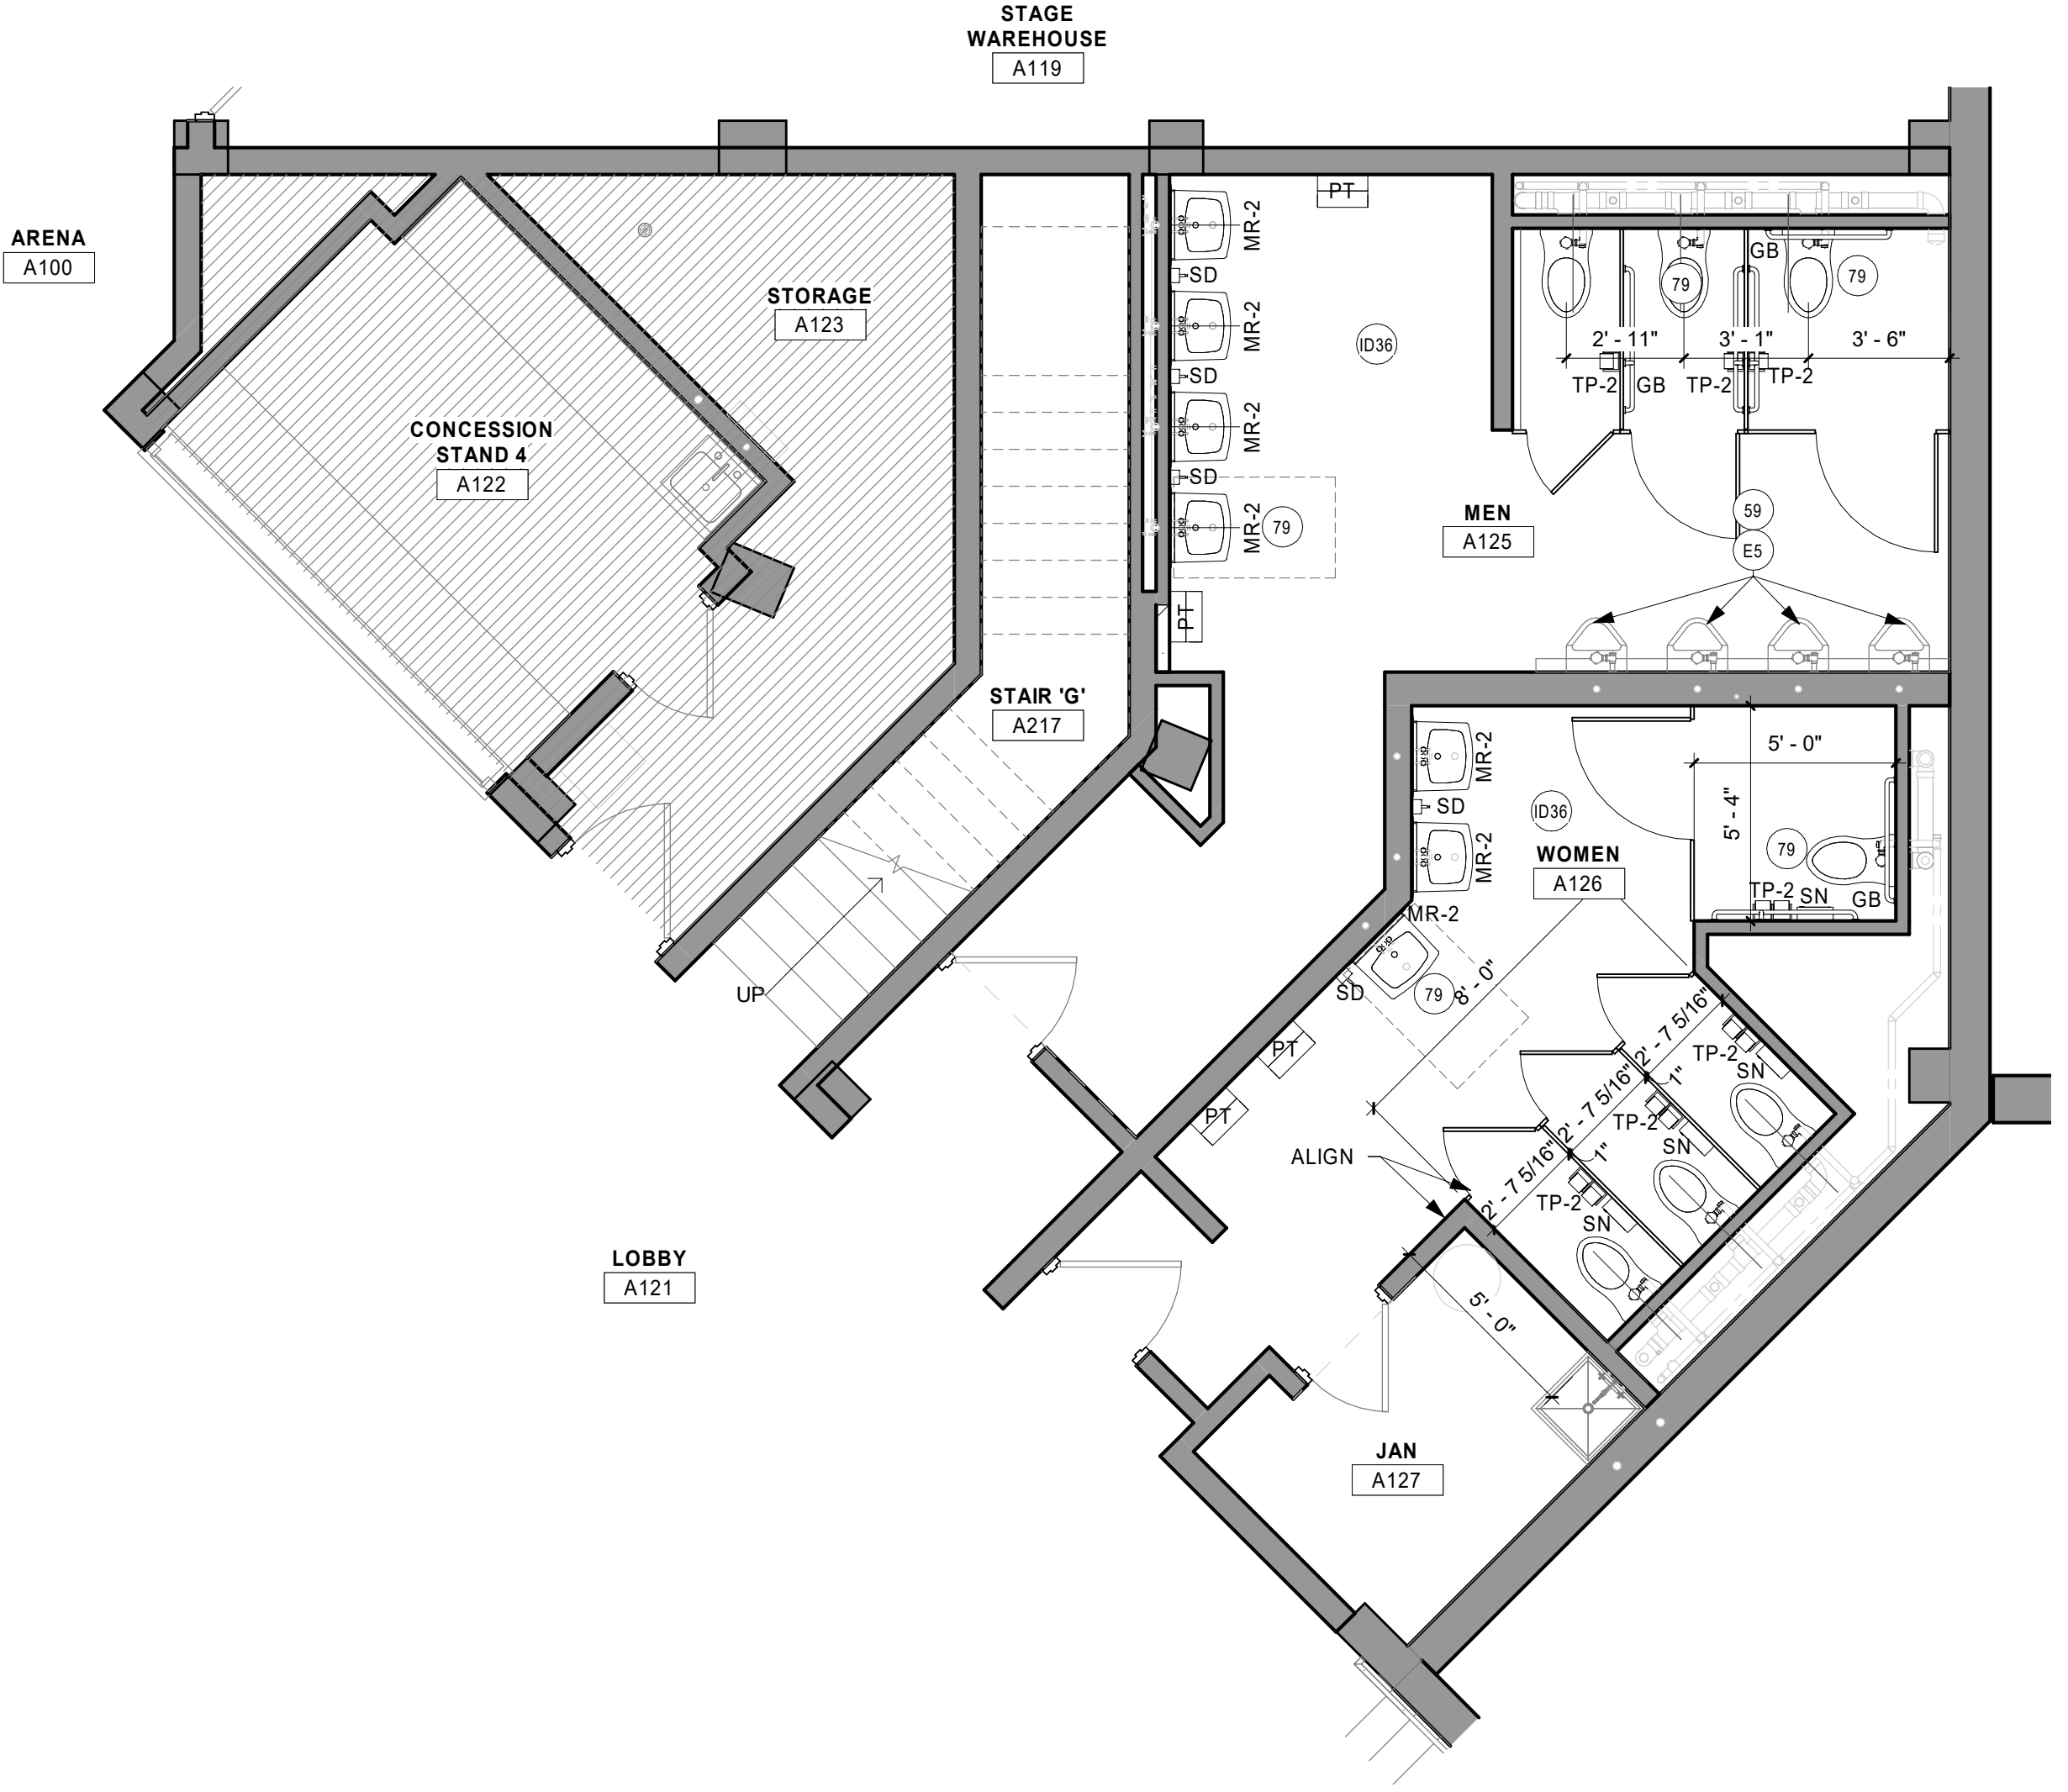 STAGE
WAREHOUSE
A119
ARENA
A100
STORAGE
A123
CONCESSION
STAND 4
A122
STAIR 'G'
A217
UP
LOBBY
A121
PT
MR-2
SD
MR-2
SD
MR-2
SD
MR-2
79
PT
ID36
MEN
A125
GB
79
79
2' - 11"
3' - 1"
3' - 6"
TP-2
GB
TP-2
TP-2
59
E5
MR-2
SD
MR-2
ID36
WOMEN
A126
5' - 0"
5' - 4"
79
TP-2
SN
GB
MR-2
SD
79
8' - 0"
PT
PT
2' - 7 5/16"
TP-2
SN
1"
2' - 7 5/16"
TP-2
SN
1"
2' - 7 5/16"
TP-2
SN
ALIGN
5' - 0"
JAN
A127